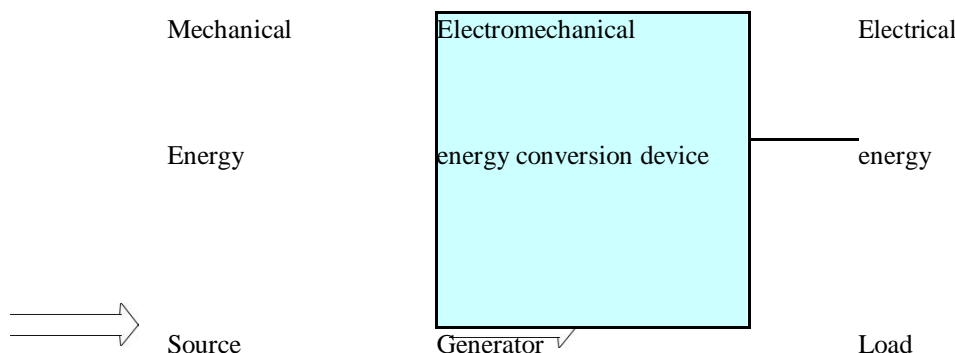 Mechanical Electromechanical Electrical
Energy energy conversion device energy
Source Generator Load